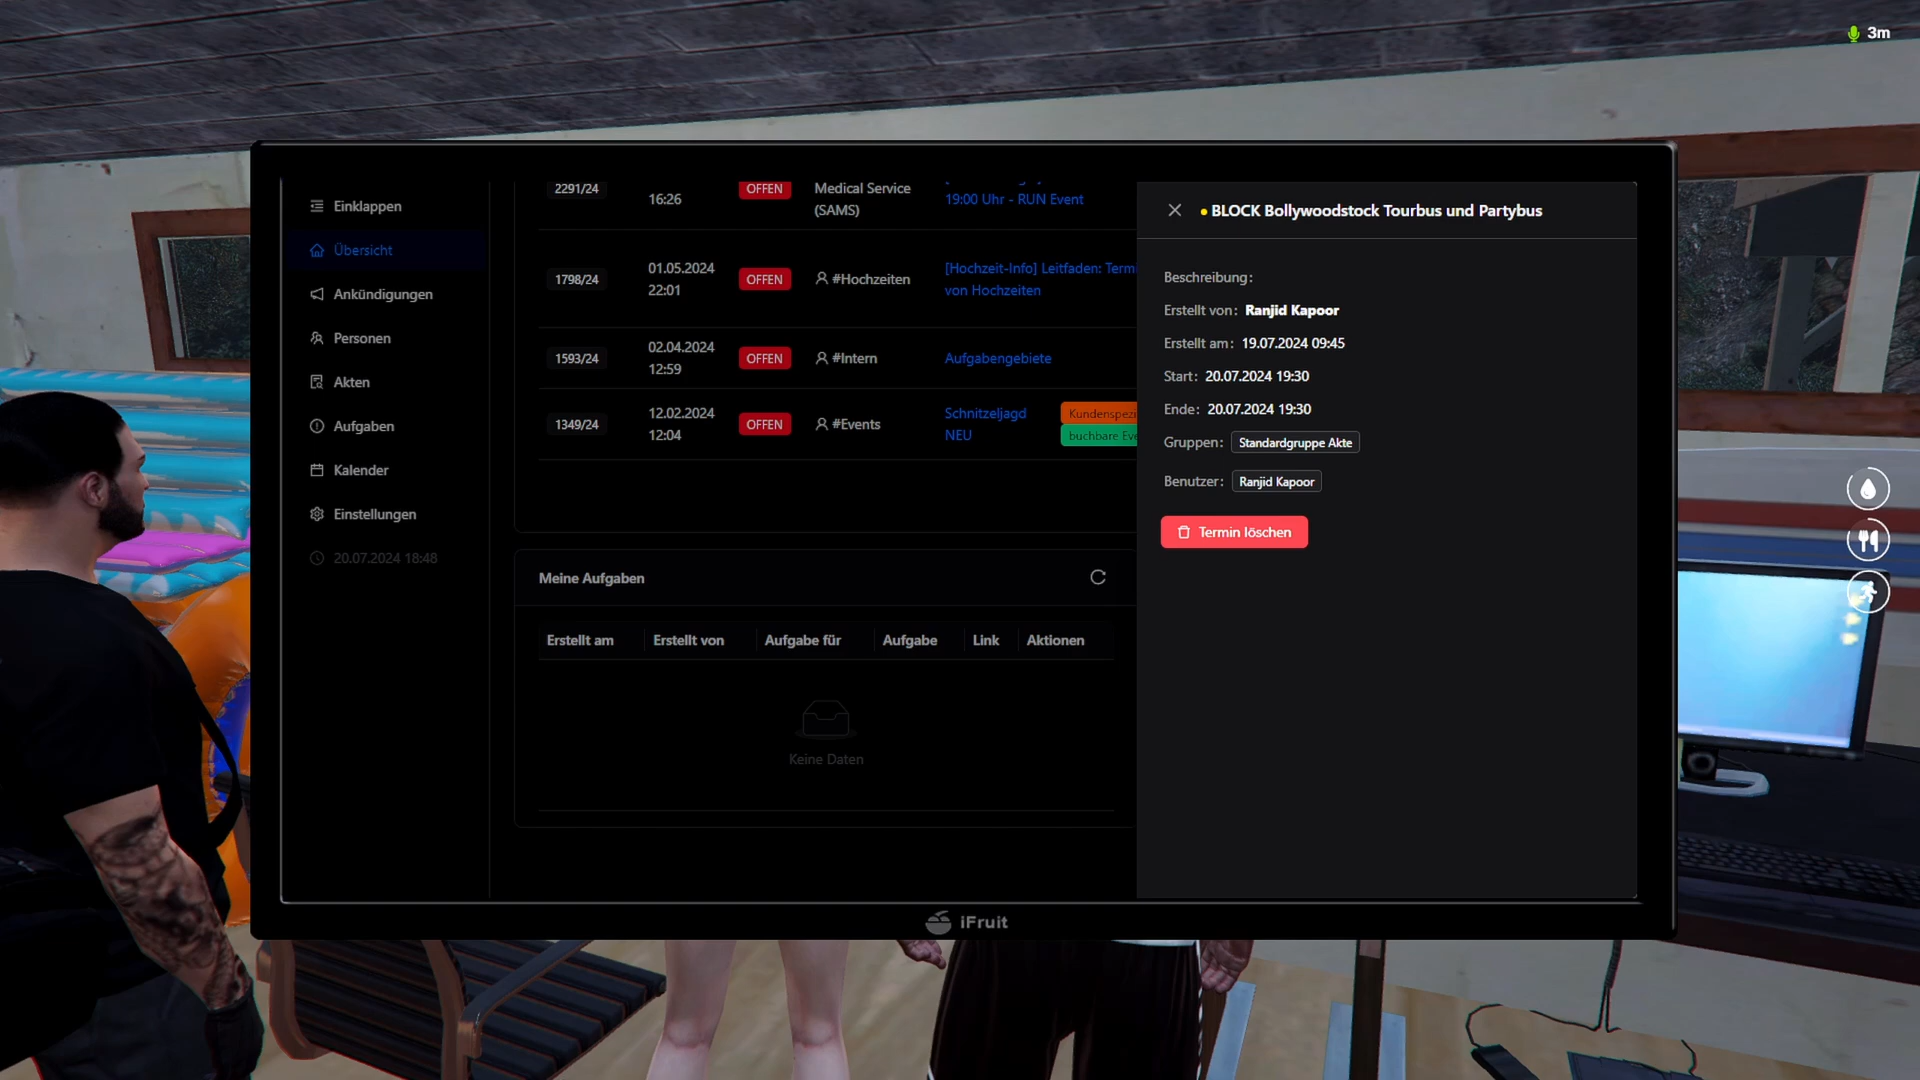 3m
Einklappen
Übersicht
Ankündigungen
Personen
Akten
Aufgaben
Kalender
Einstellungen
20.07.2024 18:48
2291/24
16:26
OFFEN
Medical Service
(SAMS)
19:00 Uhr - RUN Event
1798/24
01.05.2024
22:01
OFFEN
#Hochzeiten
[Hochzeit-Info] Leitfaden: Termi
von Hochzeiten
1593/24
02.04.2024
12:59
OFFEN
#Intern
Aufgabengebiete
1349/24
12.02.2024
12:04
OFFEN
#Events
Schnitzeljagd
NEU
Kundenspezi
buchbare Eve
Meine Aufgaben
Erstellt am
Erstellt von
Aufgabe für
Aufgabe
Link
Aktionen
Keine Daten
BLOCK Bollywoodstock Tourbus und Partybus
Beschreibung:
Erstellt von: Ranjid Kapoor
Erstellt am: 19.07.2024 09:45
Start: 20.07.2024 19:30
Ende: 20.07.2024 19:30
Gruppen: Standardgruppe Akte
Benutzer: Ranjid Kapoor
Termin löschen
iFruit